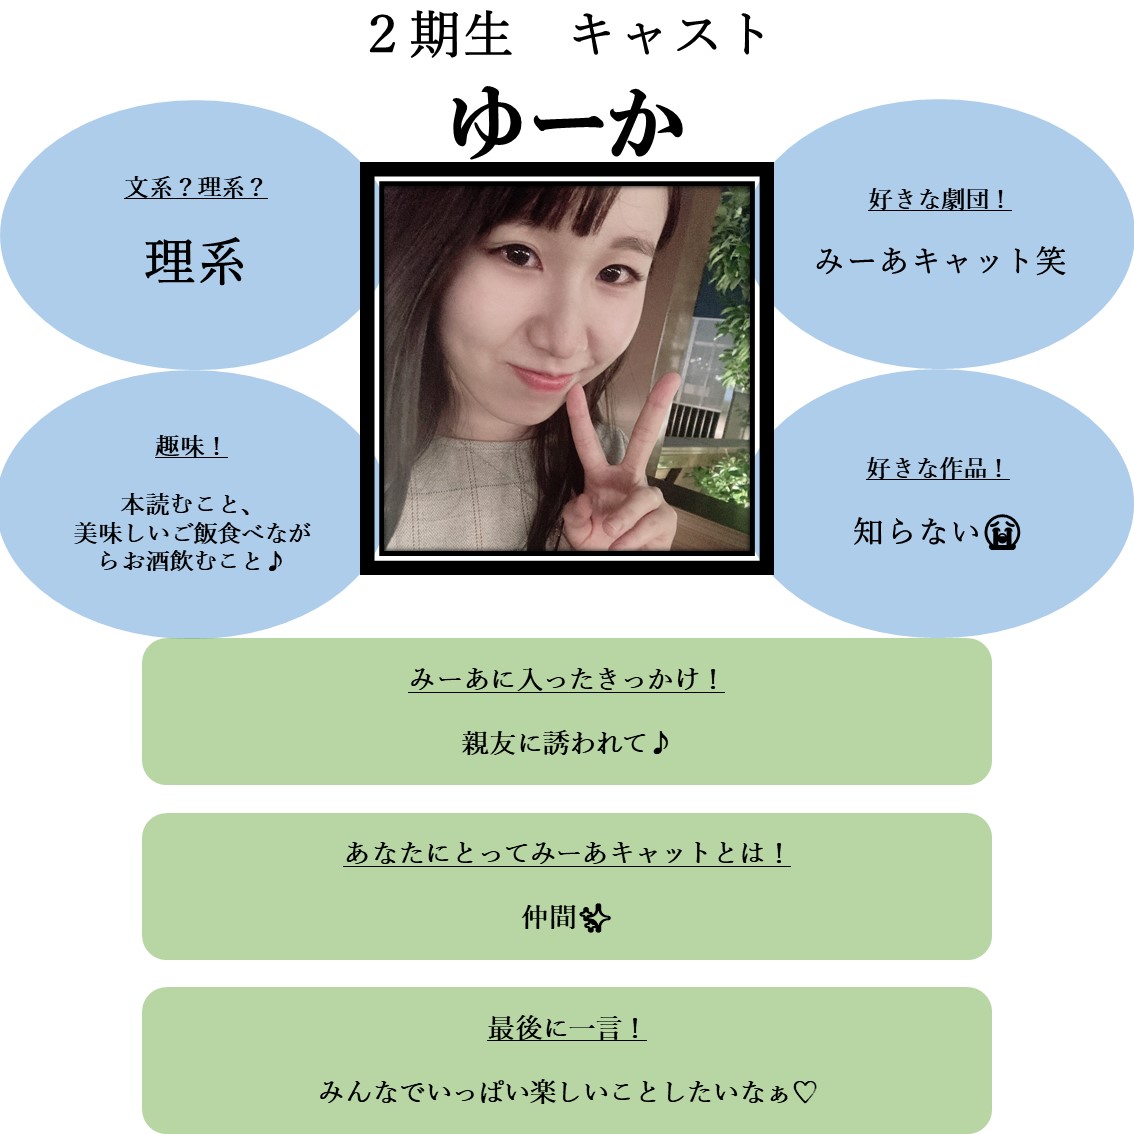 ２期生　キャスト
ゆーか
文系？理系？
理系
好きな劇団！
みーあキャット笑
趣味！
本読むこと、
美味しいご飯食べなが
らお酒飲むこと♪
好きな作品！
知らない😭
みーあに入ったきっかけ！
親友に誘われて♪
あなたにとってみーあキャットとは！
仲間✨
最後に一言！
みんなでいっぱい楽しいことしたいなぁ♡